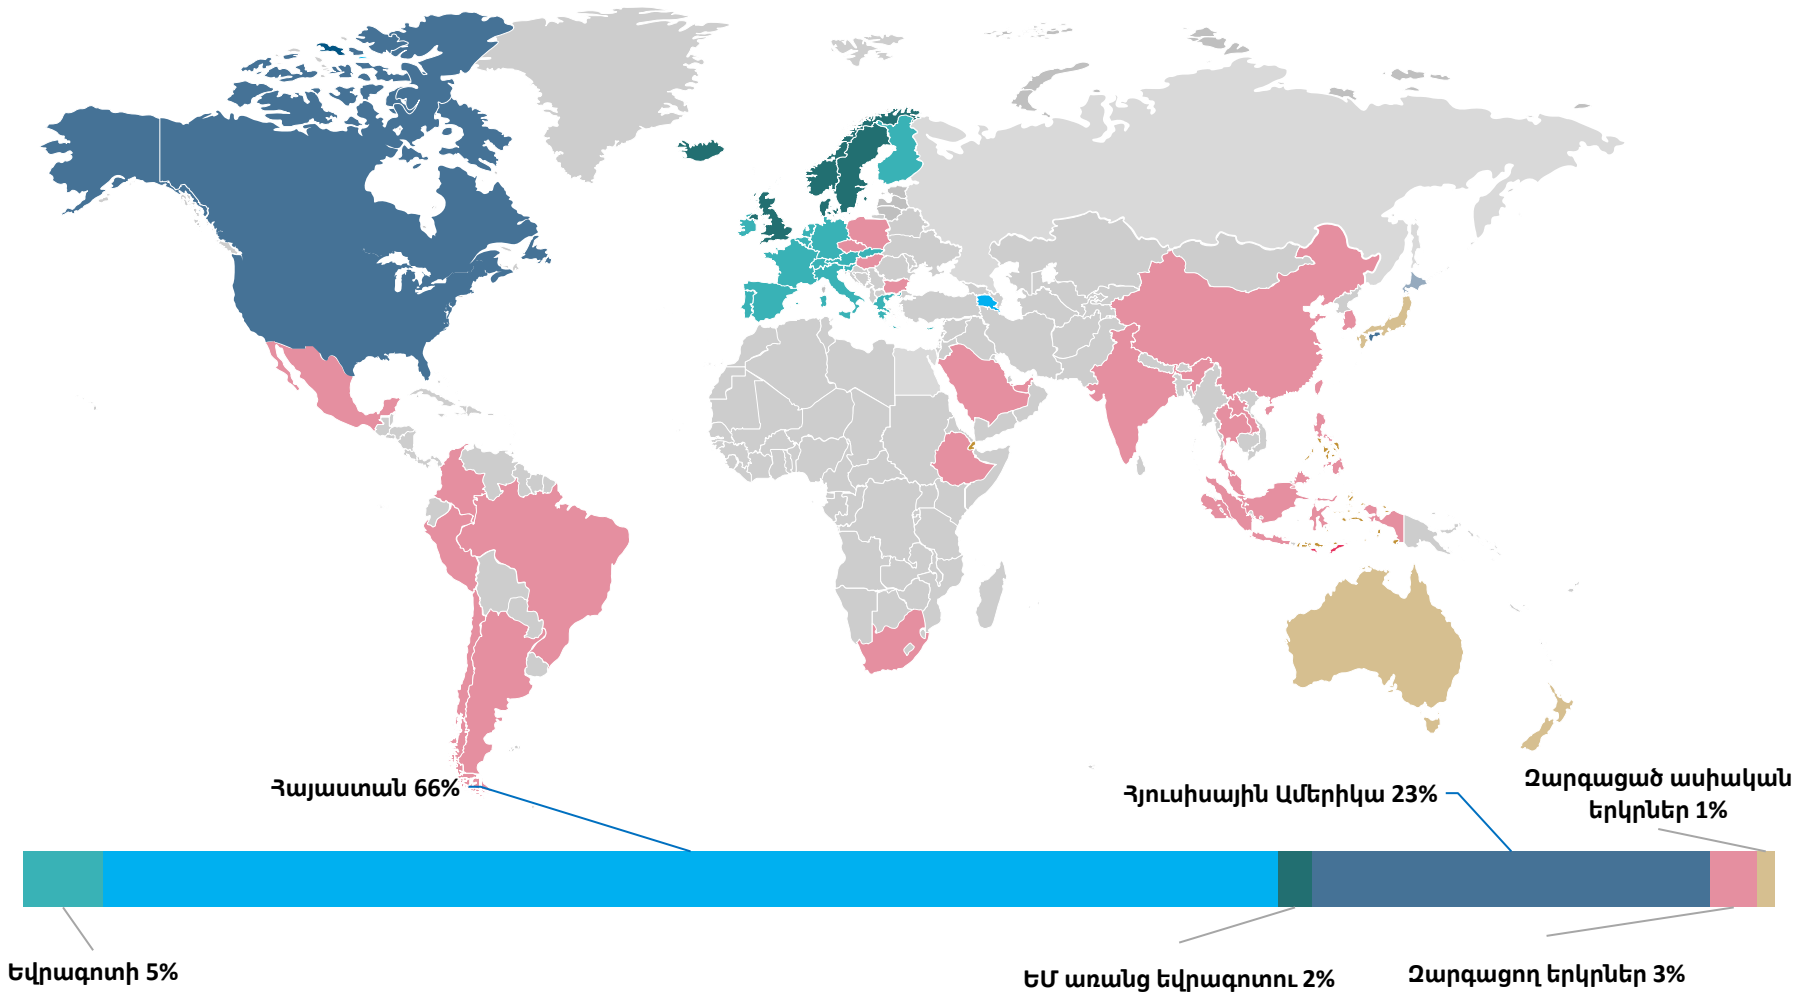 Հայաստան 66%
Հյուսիսային Ամերիկա 23%
Զարգացած ասիական
երկրներ 1%
Եվրագոտի 5%
ԵՄ առանց եվրագոտու 2%
Զարգացող երկրներ 3%